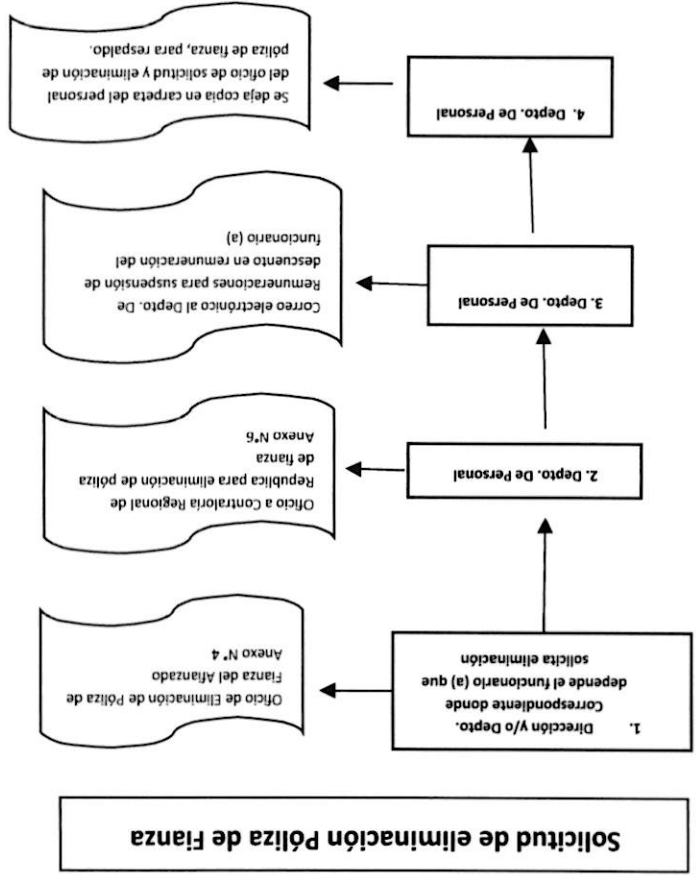 Solicitud de eliminación Póliza de Fianza
1. Dirección y/o Depto.
Correspondiente donde
depende el funcionario (a) que
solicita eliminación
Oficio de Eliminación de Póliza de
Fianza del Afianzado
Anexo N°4
2. Depto. De Personal
Oficio a Contraloría Regional de
Republica para eliminación de póliza
de fianza
Anexo N°6
3. Depto. De Personal
Correo electrónico al Depto. De
Remuneraciones para suspensión de
descuento en remuneración del
funcionario (a)
4. Depto. De Personal
Se deja copia en carpeta del personal
del oficio de solicitud y eliminación de
póliza de fianza, para respaldo.